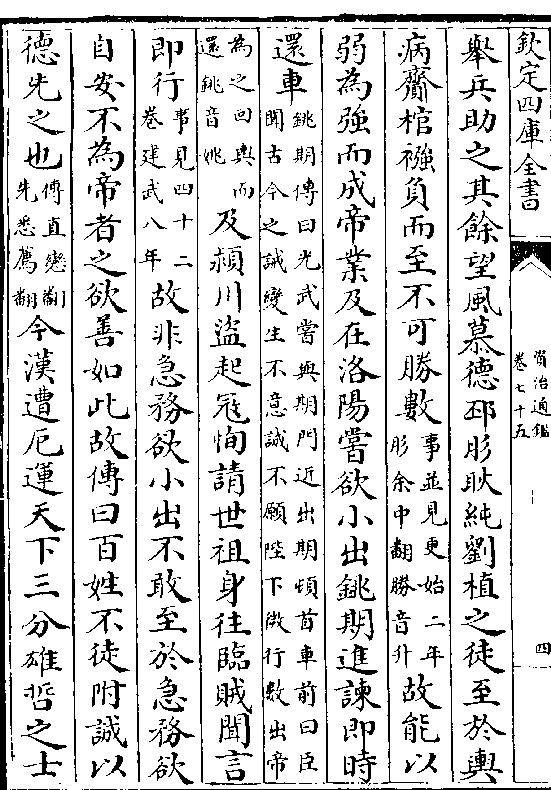 欽定四庫全書
資治通鑑
卷七十五
四
舉兵助之其餘望風慕德邳肜耿純劉植之徒至於輿
病齎棺襁負而至不可勝數事並見更始二年
肜余中翻勝音升故能以
弱為強而成帝業及在洛陽嘗欲小出銚期進諫即時
還車銚期傳曰光武嘗與期門近出期頓首車前曰臣
聞古今之誡變生不意誠不願陛下微行數出帝
為之回輿而
還銚音姚及潁川盜起冦恂請世祖身往臨賊聞言
即行事見四十二
卷建武八年故非急務欲小出不敢至於急務欲
自安不為帝者之欲善如此故傳曰百姓不徒附誠以
德先之也傳直戀翻
先悉薦翻今漢遭厄運天下三分雄哲之士